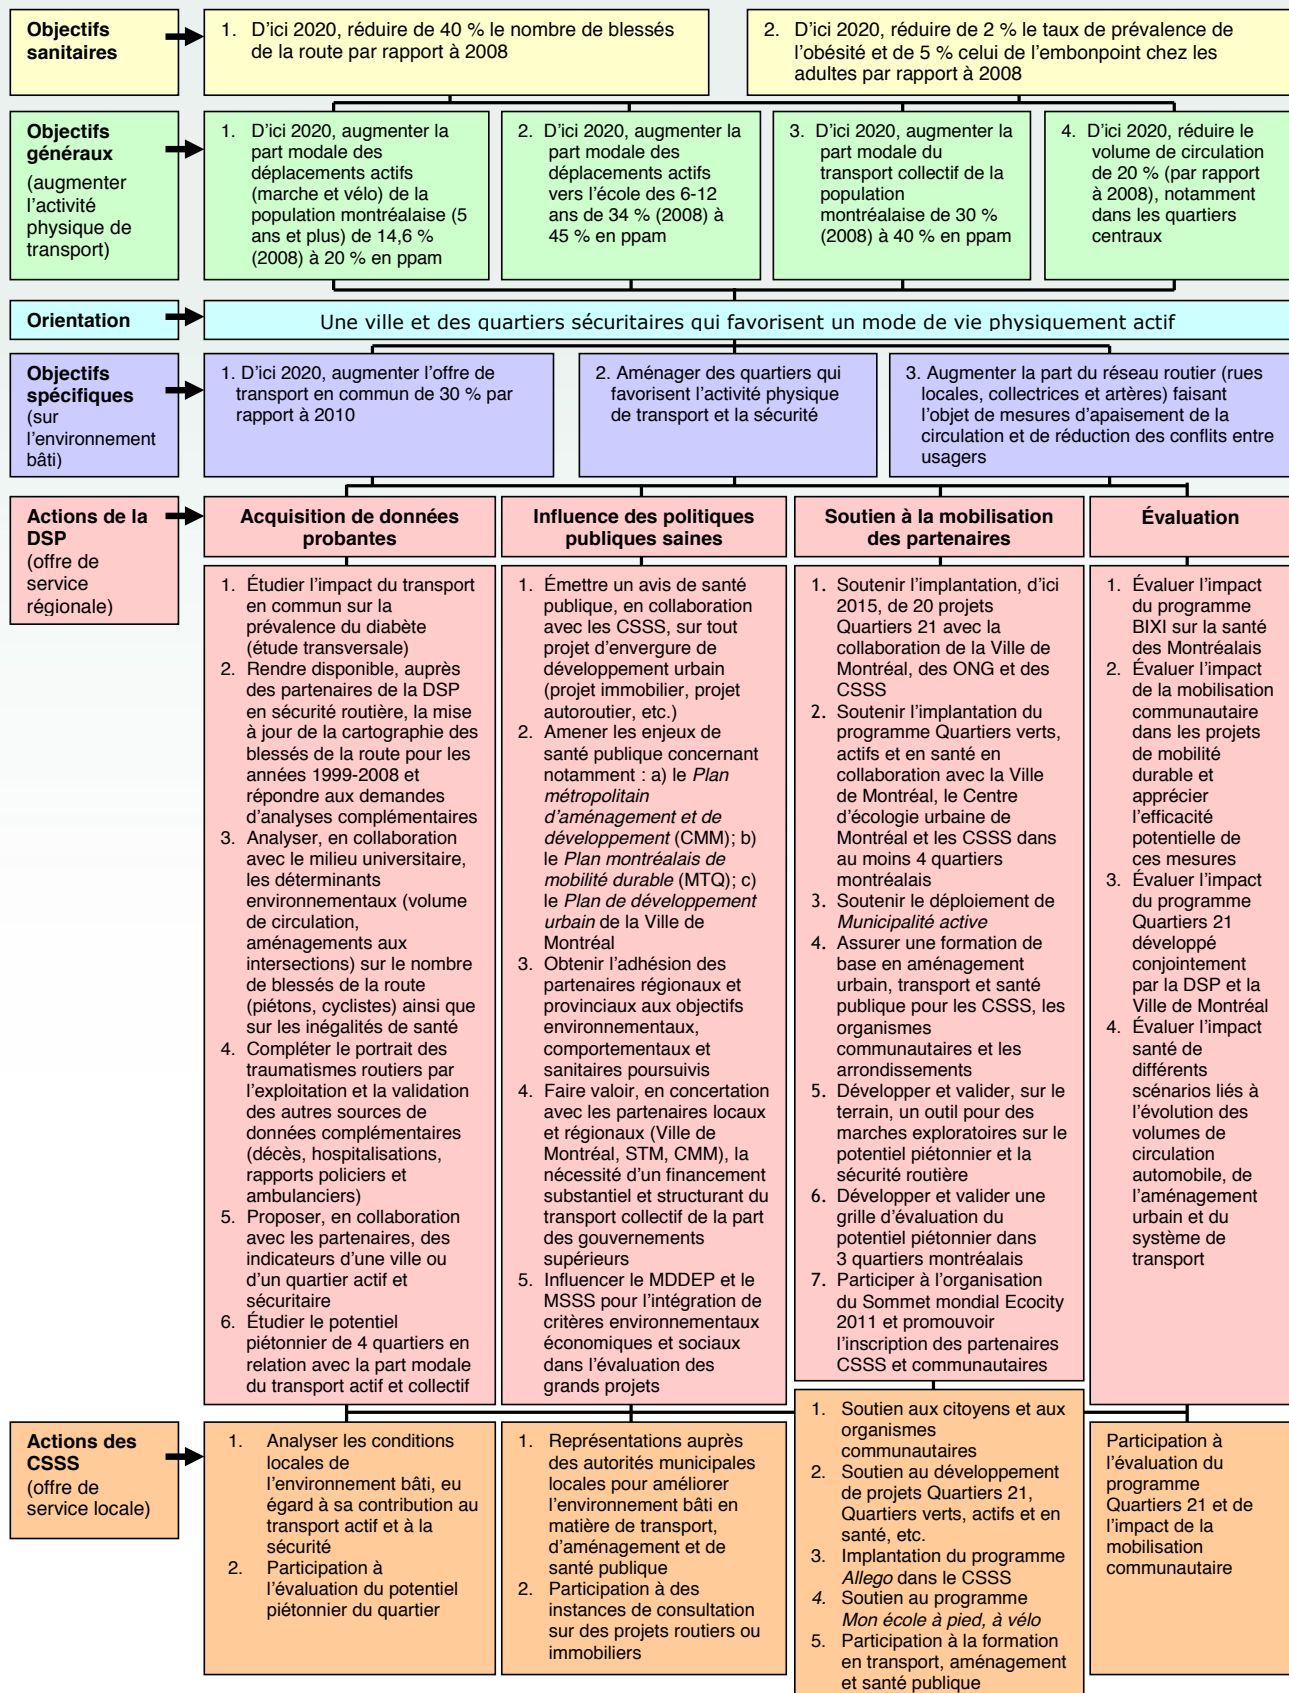 Objectifs
sanitaires
1. D’ici 2020, réduire de 40 % le nombre de blessés
de la route par rapport à 2008
2. D’ici 2020, réduire de 2 % le taux de prévalence de
l’obésité et de 5 % celui de l’embonpoint chez les
adultes par rapport à 2008
Objectifs
généraux
(augmenter
l’activité
physique de
transport)
1. D’ici 2020, augmenter la
part modale des
déplacements actifs
(marche et vélo) de la
population montréalaise (5
ans et plus) de 14,6 %
(2008) à 20 % en ppam
2. D’ici 2020, augmenter la
part modale des
déplacements actifs
vers l’école des 6-12
ans de 34 % (2008) à
45 % en ppam
3. D’ici 2020, augmenter la
part modale du
transport collectif de la
population
montréalaise de 30 %
(2008) à 40 % en ppam
4. D’ici 2020, réduire le
volume de circulation
de 20 % (par rapport
à 2008), notamment
dans les quartiers
centraux
Orientation
Une ville et des quartiers sécuritaires qui favorisent un mode de vie physiquement actif
Objectifs
spécifiques
(sur
l’environnement
bâti)
1. D’ici 2020, augmenter l’offre de
transport en commun de 30 % par
rapport à 2010
2. Aménager des quartiers qui
favorisent l’activité physique
de transport et la sécurité
3. Augmenter la part du réseau routier (rues
locales, collectrices et artères) faisant
l’objet de mesures d’apaisement de la
circulation et de réduction des conflits entre
usagers
Actions de la
DSP
(offre de
service
régionale)
Acquisition de données
probantes
Influence des politiques
publiques saines
Soutien à la mobilisation
des partenaires
Évaluation
1. Étudier l’impact du transport
en commun sur la
prévalence du diabète
(étude transversale)
2. Rendre disponible, auprès
des partenaires de la DSP
en sécurité routière, la mise
à jour de la cartographie des
blessés de la route pour les
années 1999-2008 et
répondre aux demandes
d’analyses complémentaires
3. Analyser, en collaboration
avec le milieu universitaire,
les déterminants
environnementaux (volume
de circulation,
aménagements aux
intersections) sur le nombre
de blessés de la route
(piétons, cyclistes) ainsi que
sur les inégalités de santé
4. Compléter le portrait des
traumatismes routiers par
l’exploitation et la validation
des autres sources de
données complémentaires
(décès, hospitalisations,
rapports policiers et
ambulanciers)
5. Proposer, en collaboration
avec les partenaires, des
indicateurs d’une ville ou
d’un quartier actif et
sécuritaire
6. Étudier le potentiel
piétonnier de 4 quartiers en
relation avec la part modale
du transport actif et collectif
1. Émettre un avis de santé
publique, en collaboration
avec les CSSS, sur tout
projet d’envergure de
développement urbain
(projet immobilier, projet
autoroutier, etc.)
2. Amener les enjeux de
santé publique concernant
notamment : a) le Plan
métropolitain
d’aménagement et de
développement (CMM); b)
le Plan montréalais de
mobilité durable (MTQ); c)
le Plan de développement
urbain de la Ville de
Montréal
3. Obtenir l’adhésion des
partenaires régionaux et
provinciaux aux objectifs
environnementaux,
comportementaux et
sanitaires poursuivis
4. Faire valoir, en concertation
avec les partenaires locaux
et régionaux (Ville de
Montréal, STM, CMM), la
nécessité d’un financement
substantiel et structurant du
transport collectif de la part
des gouvernements
supérieurs
5. Influencer le MDDEP et le
MSSS pour l’intégration de
critères environnementaux
économiques et sociaux
dans l’évaluation des
grands projets
1. Soutenir l’implantation, d’ici
2015, de 20 projets
Quartiers 21 avec la
collaboration de la Ville de
Montréal, des ONG et des
CSSS
2. Soutenir l’implantation du
programme Quartiers verts,
actifs et en santé en
collaboration avec la Ville
de Montréal, le Centre
d’écologie urbaine de
Montréal et les CSSS dans
au moins 4 quartiers
montréalais
3. Soutenir le déploiement de
Municipalité active
4. Assurer une formation de
base en aménagement
urbain, transport et santé
publique pour les CSSS, les
organismes
communautaires et les
arrondissements
5. Développer et valider, sur le
terrain, un outil pour des
marches exploratoires sur le
potentiel piétonnier et la
sécurité routière
6. Développer et valider une
grille d’évaluation du
potentiel piétonnier dans
3 quartiers montréalais
7. Participer à l’organisation
du Sommet mondial Ecocity
2011 et promouvoir
l’inscription des partenaires
CSSS et communautaires
1. Évaluer l’impact
du programme
BIXI sur la santé
des Montréalais
2. Évaluer l’impact
de la mobilisation
communautaire
dans les projets
de mobilité
durable et
apprécier
l’efficacité
potentielle de
ces mesures
3. Évaluer l’impact
du programme
Quartiers 21
développé
conjointement
par la DSP et la
Ville de Montréal
4. Évaluer l’impact
santé de
différents
scénarios liés à
l’évolution des
volumes de
circulation
automobile, de
l’aménagement
urbain et du
système de
transport
Actions des
CSSS
(offre de
service locale)
1. Analyser les conditions
locales de
l’environnement bâti, eu
égard à sa contribution au
transport actif et à la
sécurité
2. Participation à
l’évaluation du potentiel
piétonnier du quartier
1. Représentations auprès
des autorités municipales
locales pour améliorer
l’environnement bâti en
matière de transport,
d’aménagement et de
santé publique
2. Participation à des
instances de consultation
sur des projets routiers ou
immobiliers
1. Soutien aux citoyens et aux
organismes
communautaires
2. Soutien au développement
de projets Quartiers 21,
Quartiers verts, actifs et en
santé, etc.
3. Implantation du programme
Allego dans le CSSS
4. Soutien au programme
Mon école à pied, à vélo
5. Participation à la formation
en transport, aménagement
et santé publique
Participation à
l’évaluation du
programme
Quartiers 21 et de
l’impact de la
mobilisation
communautaire